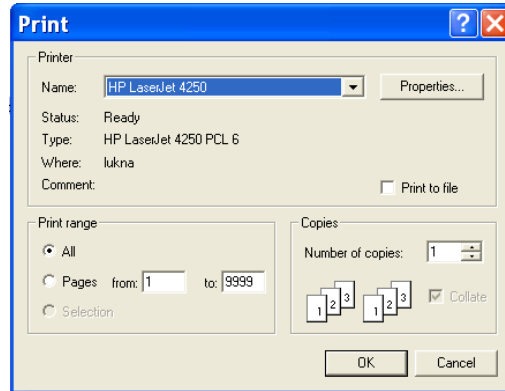 Print
Printer
Name: HP LaserJet 4250 Properties...
Status: Ready
Type: HP LaserJet 4250 PCL 6
Where: lukna
Comment: Print to file
Print range
All
Pages from: 1 to: 9999
Selection
Copies
Number of copies: 1
1 2 3 1 2 3 Collate
OK Cancel